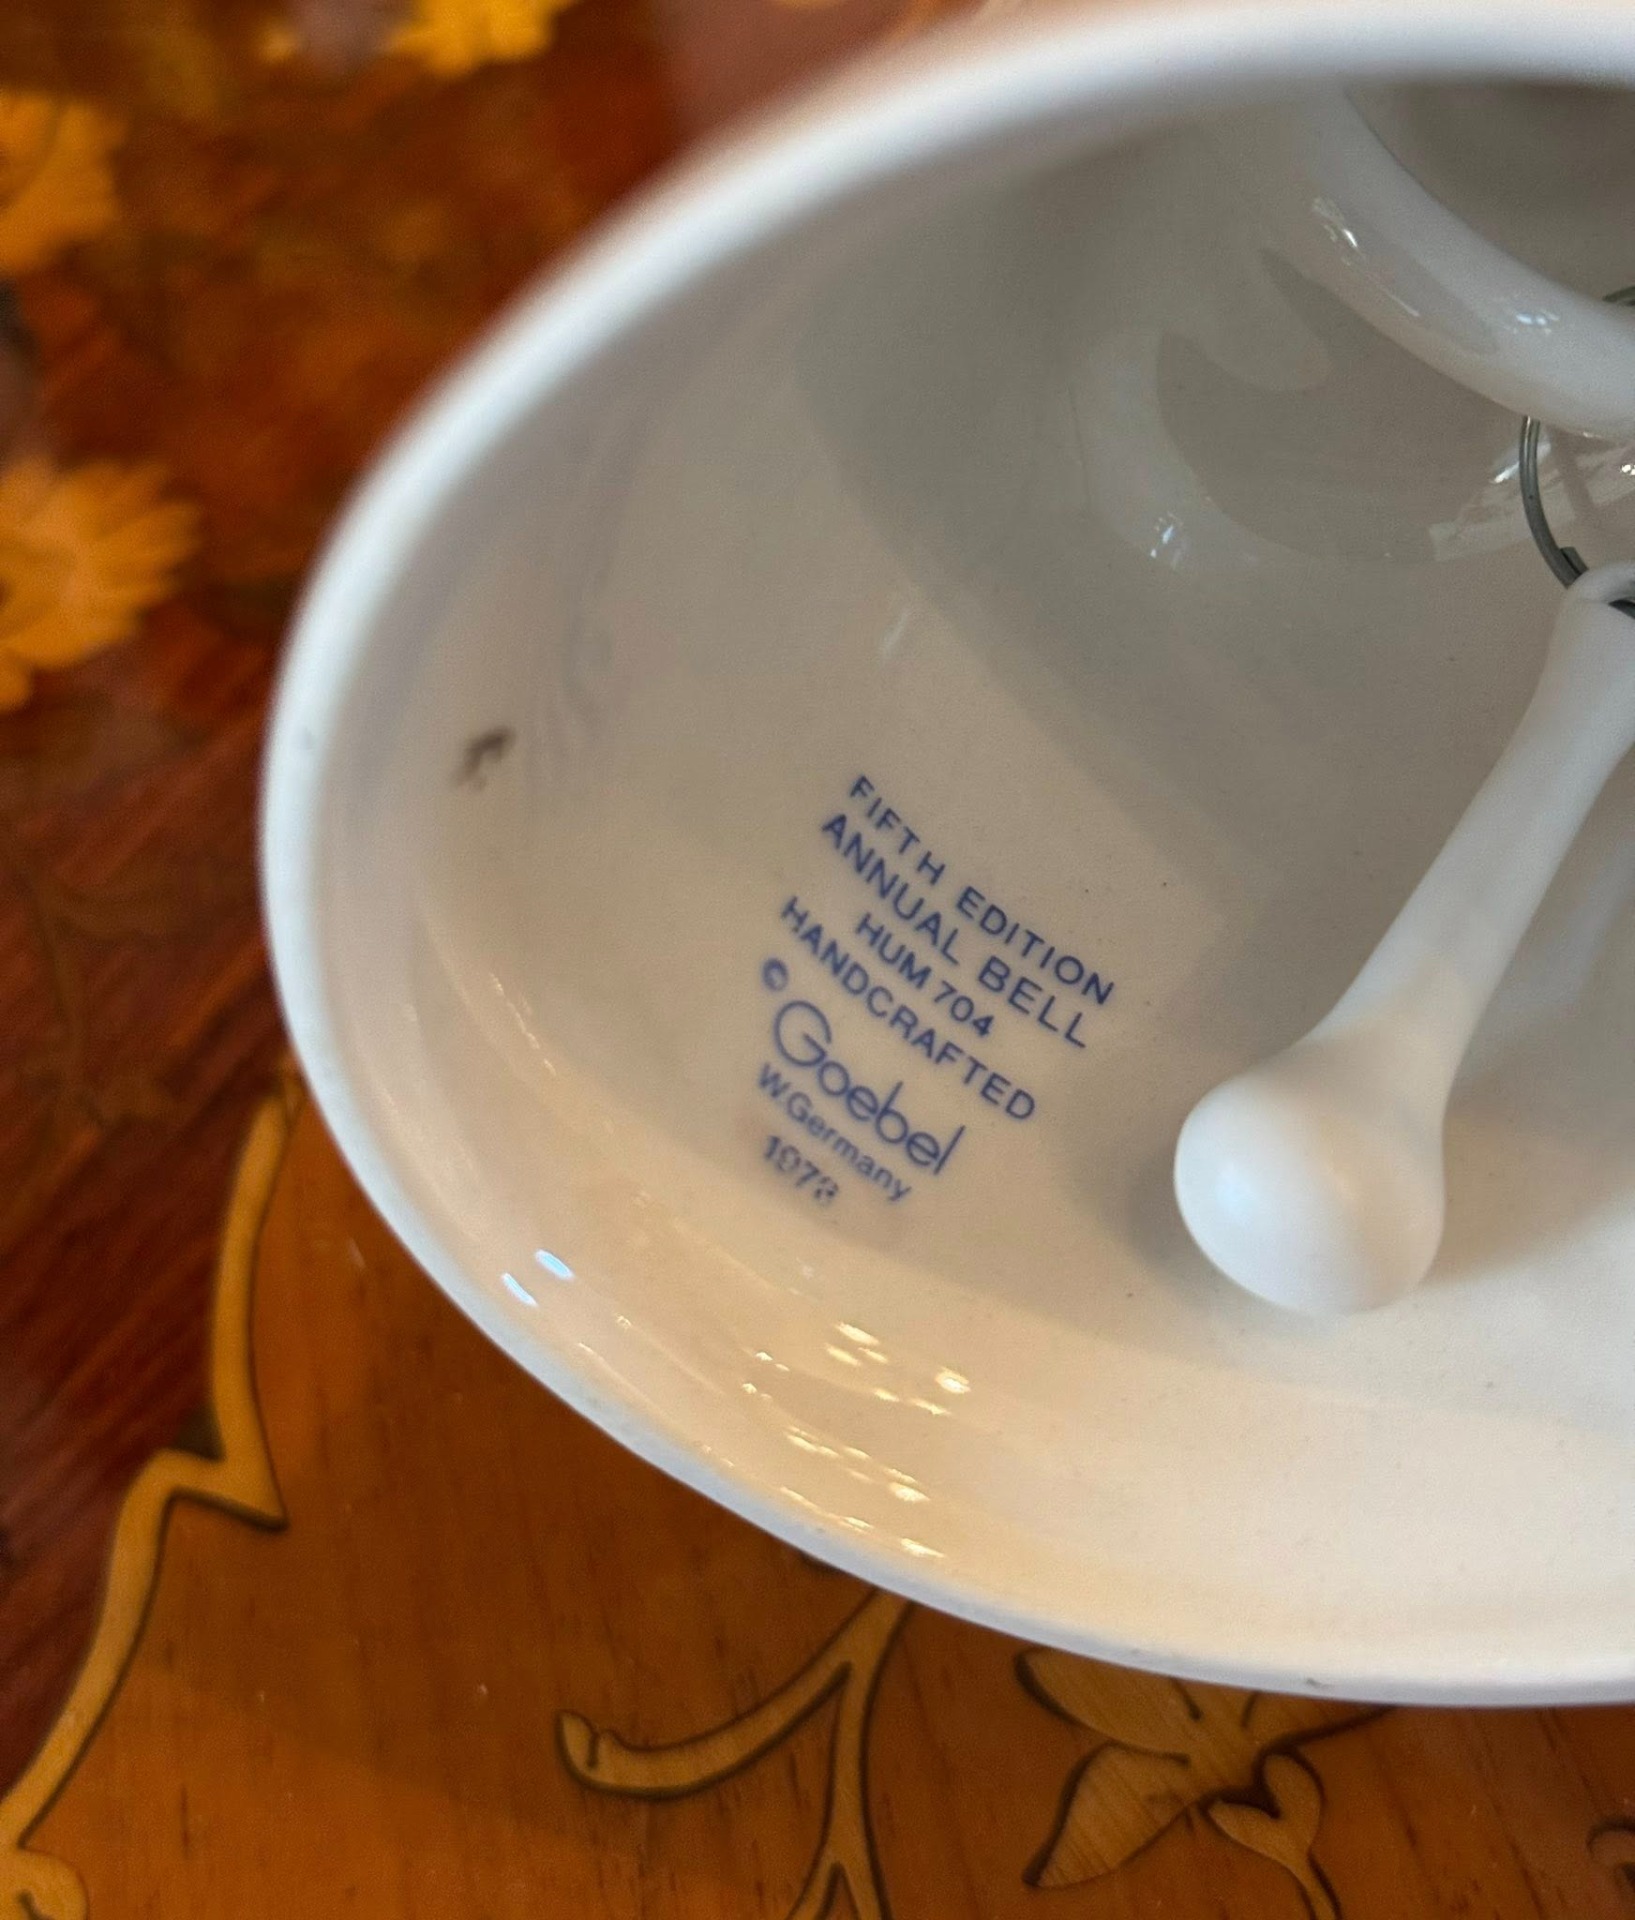 FIFTH EDITION
ANNUAL BELL
HUM 704
HANDCRAFTED
© Goebel
W.Germany